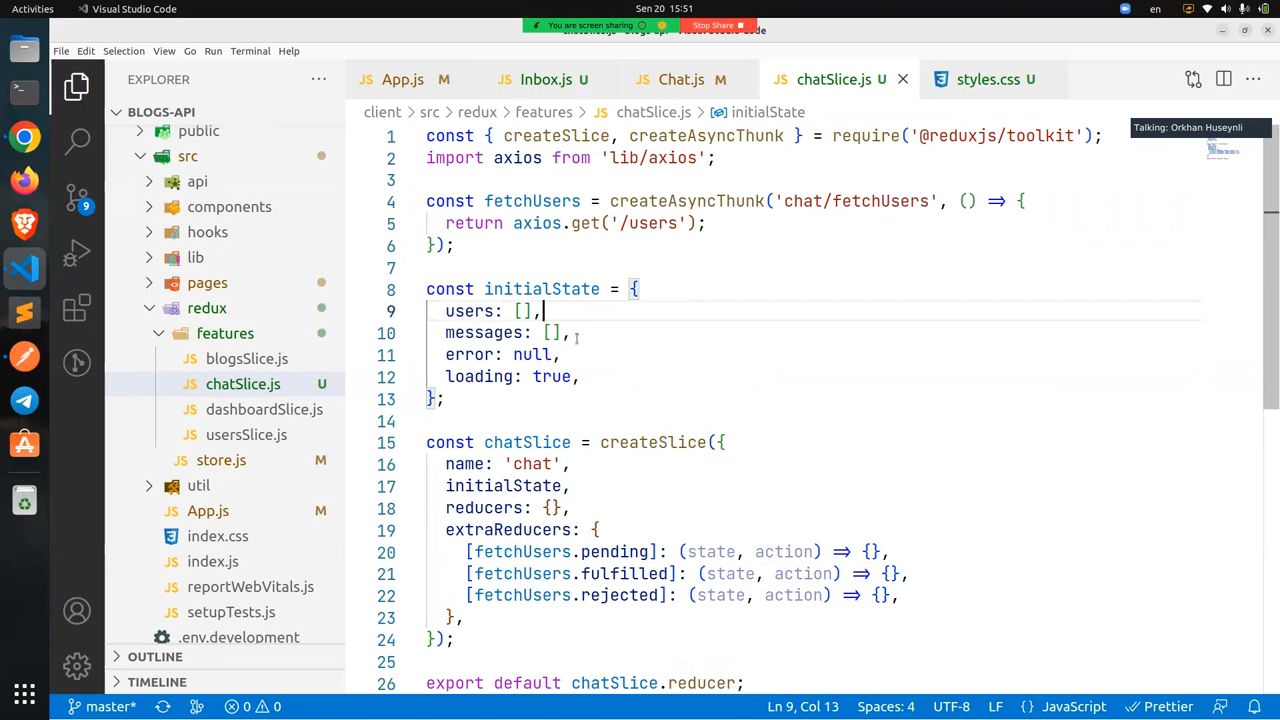 Activities
Visual Studio Code
Sen 20 15:51
en
You are screen sharing
Stop Share
File Edit Selection View Go Run Terminal Help
EXPLORER
App.js M
Inbox.js U
Chat.js M
chatSlice.js U
styles.css U
BLOGS-API
client > src > redux > features > chatSlice.js > initialState
Talking: Orkhan Huseynli
public
src
api
components
hooks
lib
pages
redux
features
blogsSlice.js
chatSlice.js U
dashboardSlice.js
usersSlice.js
store.js M
util
App.js M
index.css
index.js
reportWebVitals.js
setupTests.js
.env.development
OUTLINE
TIMELINE
9
1 const { createSlice, createAsyncThunk } = require('@reduxjs/toolkit');
2 import axios from 'lib/axios';
3
4 const fetchUsers = createAsyncThunk('chat/fetchUsers', () => {
5 return axios.get('/users');
6 });
7
8 const initialState = {
9 users: [],
10 messages: [],
11 error: null,
12 loading: true,
13 };
14
15 const chatSlice = createSlice({
16 name: 'chat',
17 initialState,
18 reducers: {},
19 extraReducers: {
20 [fetchUsers.pending]: (state, action) => {},
21 [fetchUsers.fulfilled]: (state, action) => {},
22 [fetchUsers.rejected]: (state, action) => {},
23 },
24 });
25
26 export default chatSlice.reducer;
master*
0
0
Ln 9, Col 13
Spaces: 4
UTF-8
LF
{ } JavaScript
Prettier